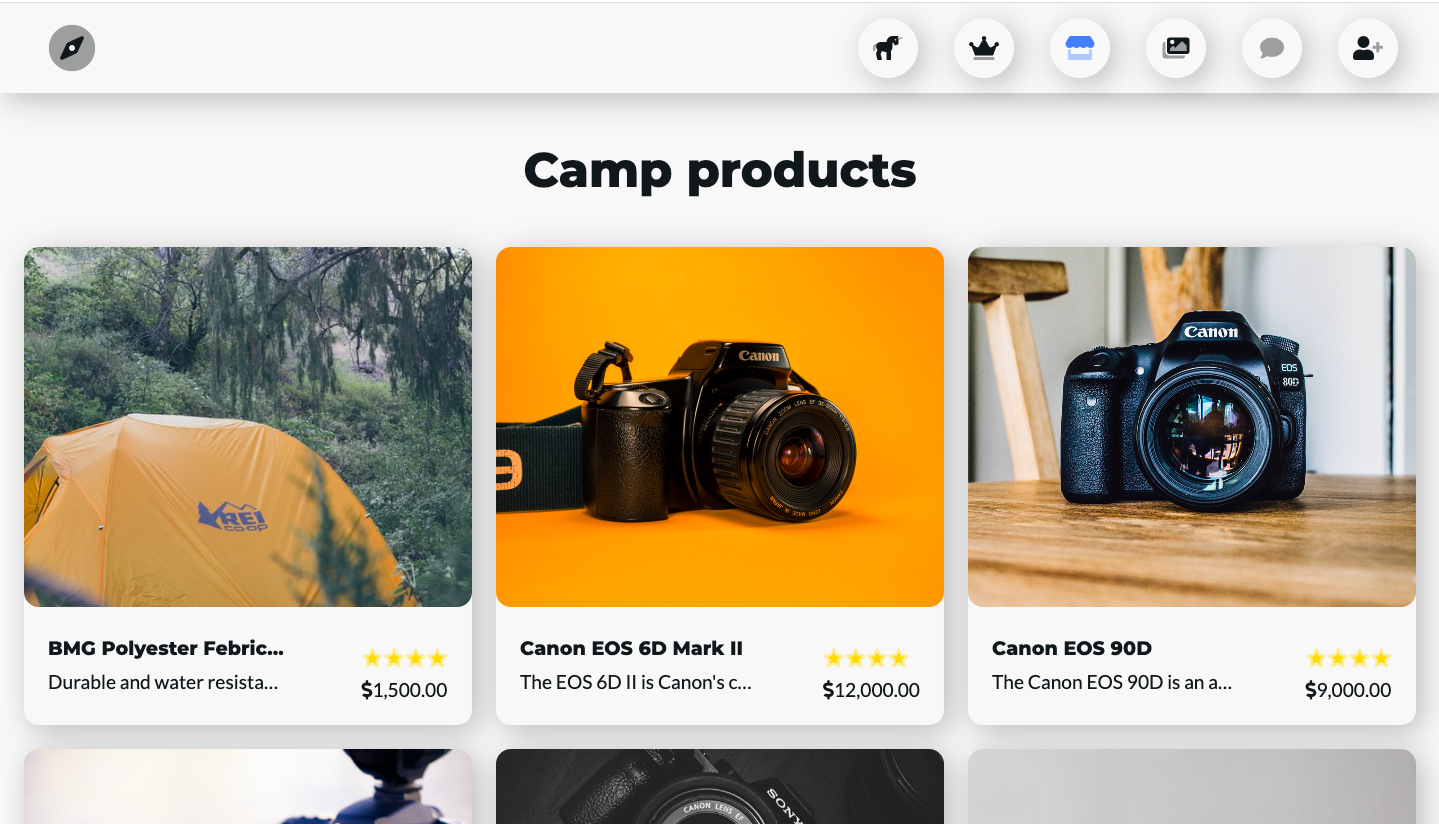 Camp products
REI
co·op
Canon
Canon
EOS
80D
BMG Polyester Febric...
Durable and water resista...
$1,500.00
Canon EOS 6D Mark II
The EOS 6D II is Canon's c...
$12,000.00
Canon EOS 90D
The Canon EOS 90D is an a...
$9,000.00
CANON LENS EF
SONY